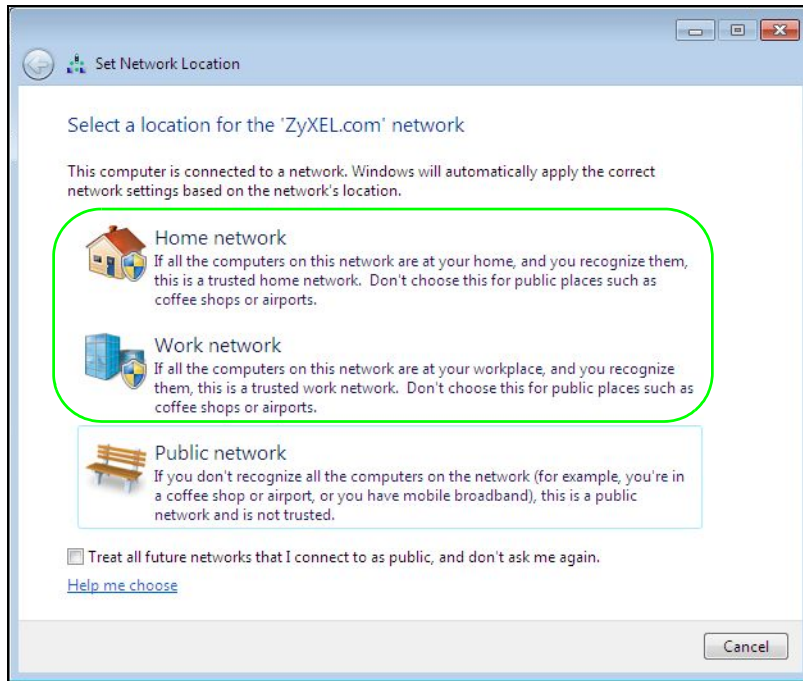 Set Network Location
Select a location for the 'ZyXEL.com' network
This computer is connected to a network. Windows will automatically apply the correct
network settings based on the network's location.
Home network
If all the computers on this network are at your home, and you recognize them,
this is a trusted home network.  Don't choose this for public places such as
coffee shops or airports.
Work network
If all the computers on this network are at your workplace, and you recognize
them, this is a trusted work network.  Don't choose this for public places such as
coffee shops or airports.
Public network
If you don't recognize all the computers on the network (for example, you're in
a coffee shop or airport, or you have mobile broadband), this is a public
network and is not trusted.
Treat all future networks that I connect to as public, and don't ask me again.
Help me choose
Cancel